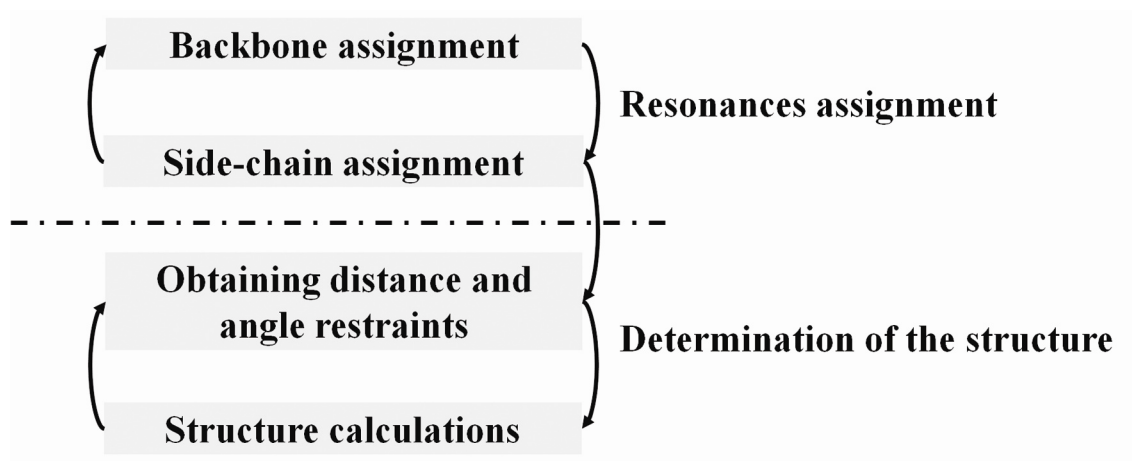 Backbone assignment
Resonances assignment
Side-chain assignment
Obtaining distance and
angle restraints
Determination of the structure
Structure calculations